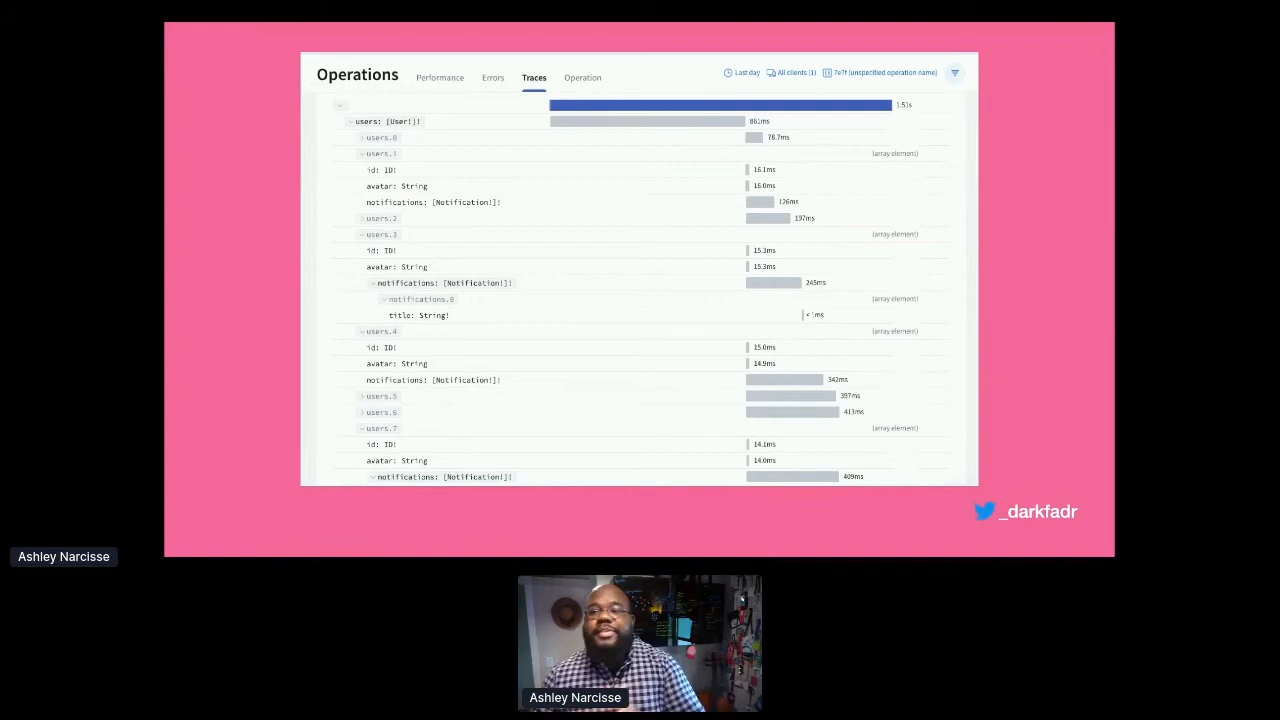 Operations Performance Errors Traces Operation Last day All clients (1) 7e7f (unspecified operation name)
1.51s
users: [User!]! 861ms
users.0 78.7ms
users.1 (array element)
id: ID! 16.1ms
avatar: String 16.0ms
notifications: [Notification!]! 126ms
users.2 197ms
users.3 (array element)
id: ID! 15.3ms
avatar: String 15.3ms
notifications: [Notification!]! 245ms
notifications.0 (array element)
title: String! < 1ms
users.4 (array element)
id: ID! 15.0ms
avatar: String 14.9ms
notifications: [Notification!]! 342ms
users.5 397ms
users.6 413ms
users.7 (array element)
id: ID! 14.1ms
avatar: String 14.0ms
notifications: [Notification!]! 409ms
_darkfadr
Ashley Narcisse
Ashley Narcisse